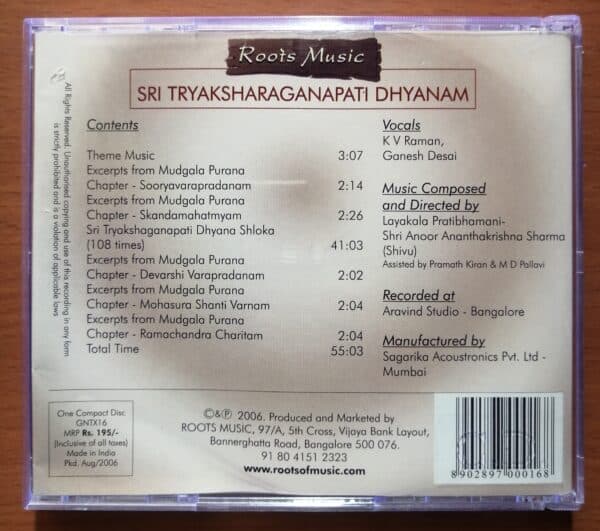 Roots Music
SRI TRYAKSHARAGANAPATI DHYANAM
Contents
Theme Music 3:07
Excerpts from Mudgala Purana
Chapter - Sooryavarapradanam 2:14
Excerpts from Mudgala Purana
Chapter - Skandamahatmyam 2:26
Sri Tryakshaganapati Dhyana Shloka
(108 times) 41:03
Excerpts from Mudgala Purana
Chapter - Devarshi Varapradanam 2:02
Excerpts from Mudgala Purana
Chapter - Mohasura Shanti Varnam 2:04
Excerpts from Mudgala Purana
Chapter - Ramachandra Charitam 2:04
Total Time 55:03
Vocals
K V Raman,
Ganesh Desai
Music Composed
and Directed by
Layakala Pratibhamani-
Shri Anoor Ananthakrishna Sharma
(Shivu)
Assisted by Pramath Kiran & M D Pallavi
Recorded at
Aravind Studio - Bangalore
Manufactured by
Sagarika Acoustronics Pvt. Ltd -
Mumbai
All Rights Reserved. Unauthorised copying and use of this recording in any form
is strictly prohibited and is a violation of applicable laws
One Compact Disc
GNTX16
MRP Rs. 195/-
(Inclusive of all taxes)
Made in India
Pkd. Aug/2006
©&℗ 2006. Produced and Marketed by
ROOTS MUSIC, 97/A, 5th Cross, Vijaya Bank Layout,
Bannerghatta Road, Bangalore 500 076.
91 80 4151 2323
www.rootsofmusic.com
8902897000168